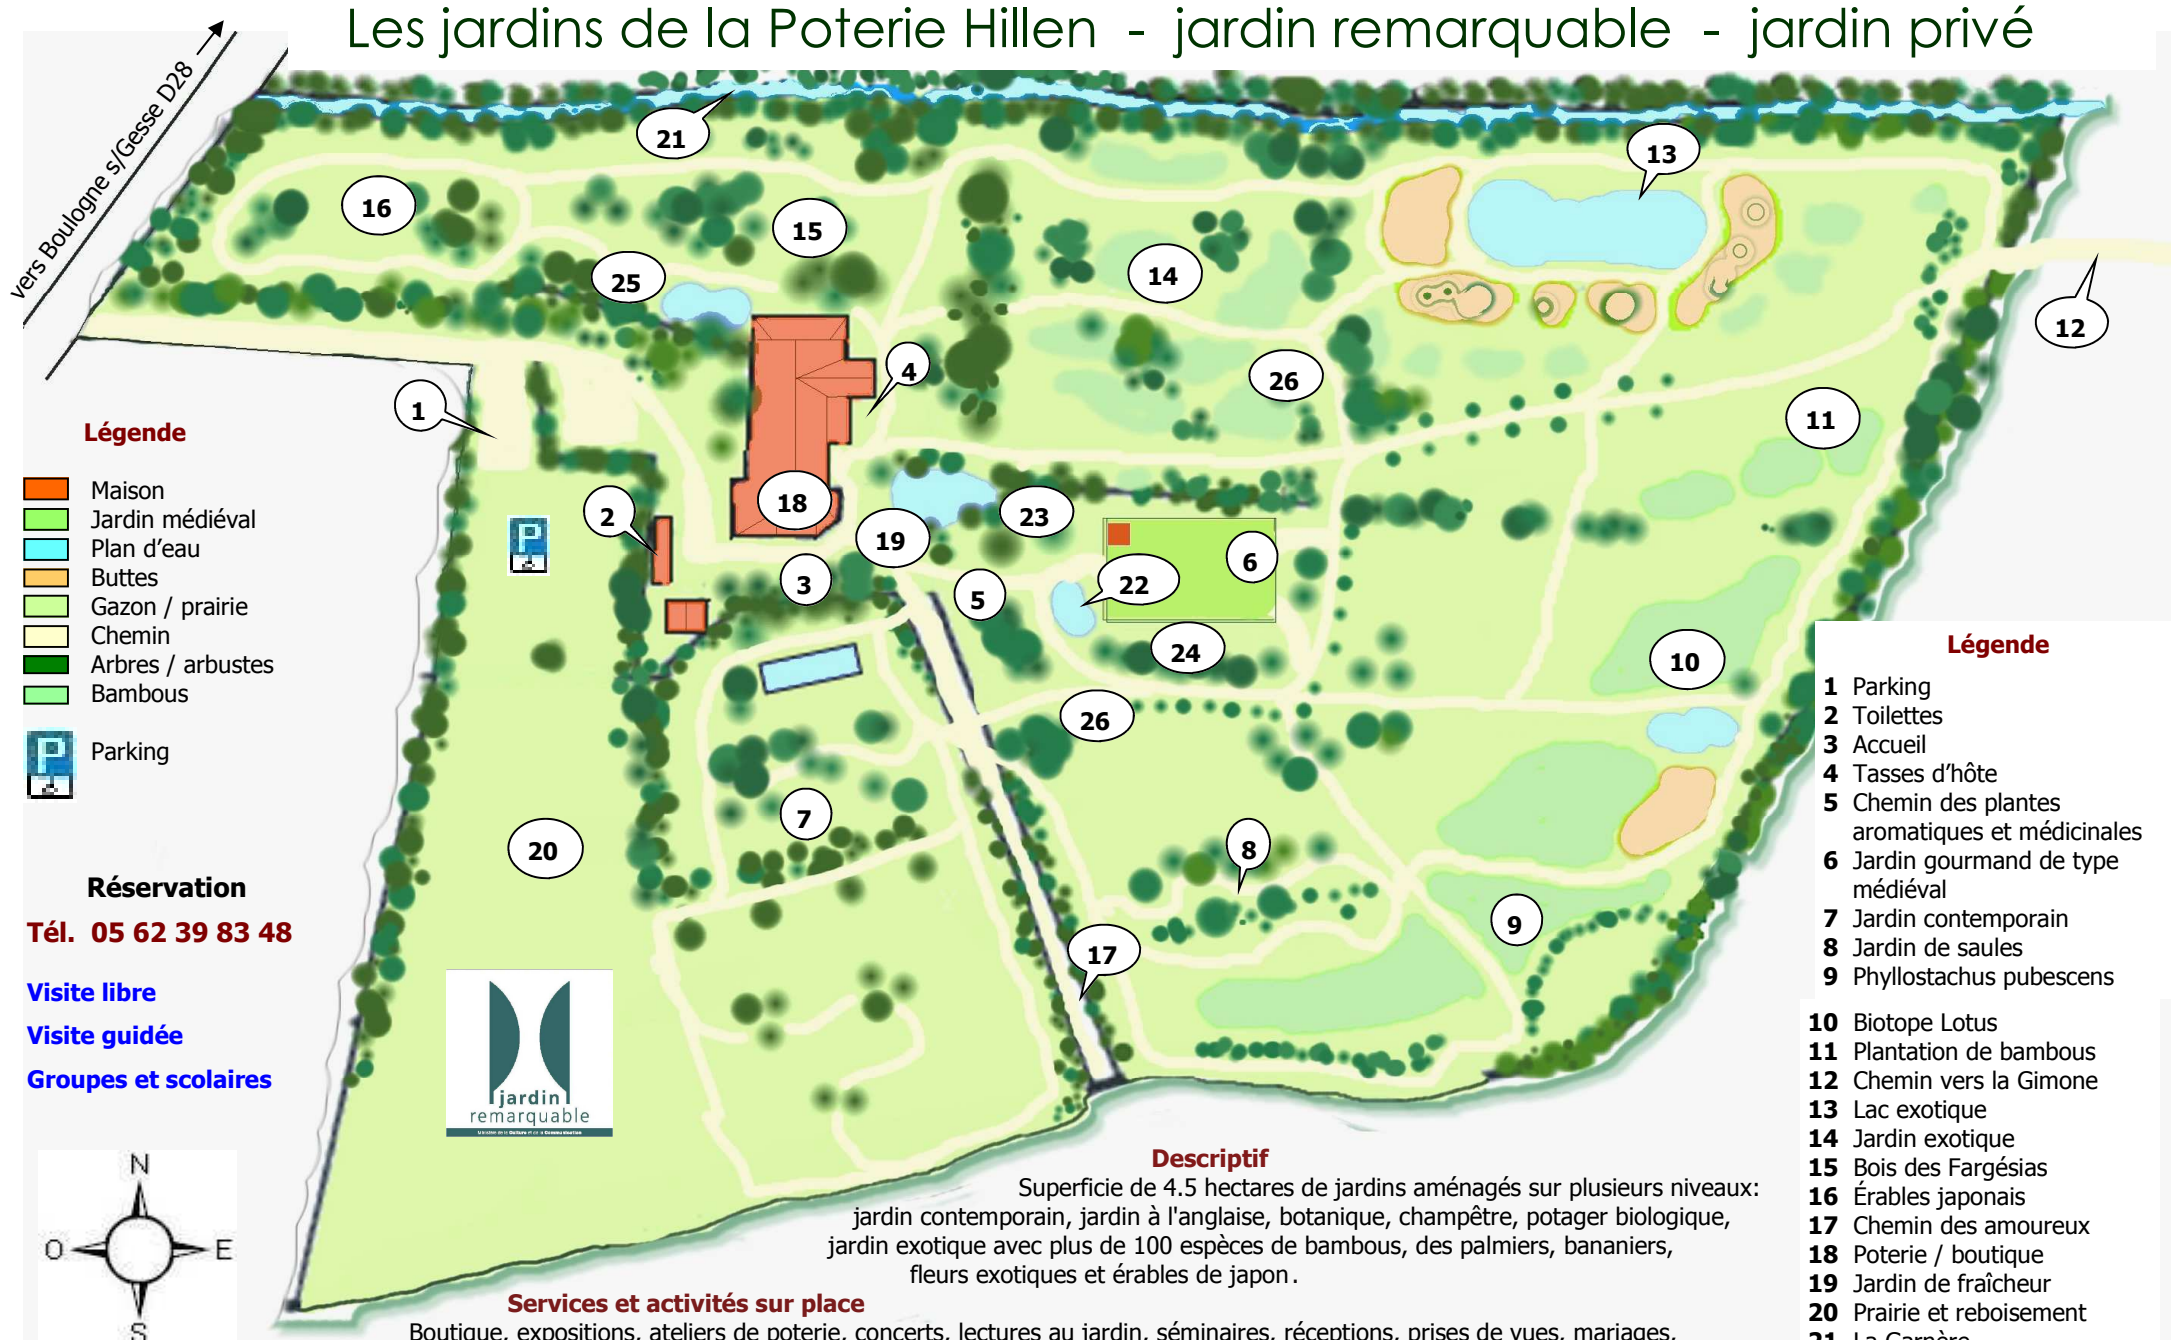 Les jardins de la Poterie Hillen - jardin remarquable - jardin privé
vers Boulogne s/Gesse D28
21
13
16
15
25
14
12
4
26
1
11
18
2
23
19
6
3
5
22
24
10
26
7
20
8
9
17
Légende
Maison
Jardin médiéval
Plan d'eau
Buttes
Gazon / prairie
Chemin
Arbres / arbustes
Bambous
P
Parking
P
Réservation
Tél. 05 62 39 83 48
Visite libre
Visite guidée
Groupes et scolaires
N
O E
S
jardin
remarquable
Légende
1 Parking
2 Toilettes
3 Accueil
4 Tasses d'hôte
5 Chemin des plantes
aromatiques et médicinales
6 Jardin gourmand de type
médiéval
7 Jardin contemporain
8 Jardin de saules
9 Phyllostachus pubescens
10 Biotope Lotus
11 Plantation de bambous
12 Chemin vers la Gimone
13 Lac exotique
14 Jardin exotique
15 Bois des Fargésias
16 Érables japonais
17 Chemin des amoureux
18 Poterie / boutique
19 Jardin de fraîcheur
20 Prairie et reboisement
21 La Garnère
Descriptif
Superficie de 4.5 hectares de jardins aménagés sur plusieurs niveaux:
jardin contemporain, jardin à l'anglaise, botanique, champêtre, potager biologique,
jardin exotique avec plus de 100 espèces de bambous, des palmiers, bananiers,
fleurs exotiques et érables de japon.
Services et activités sur place
Boutique, expositions, ateliers de poterie, concerts, lectures au jardin, séminaires, réceptions, prises de vues, mariages,